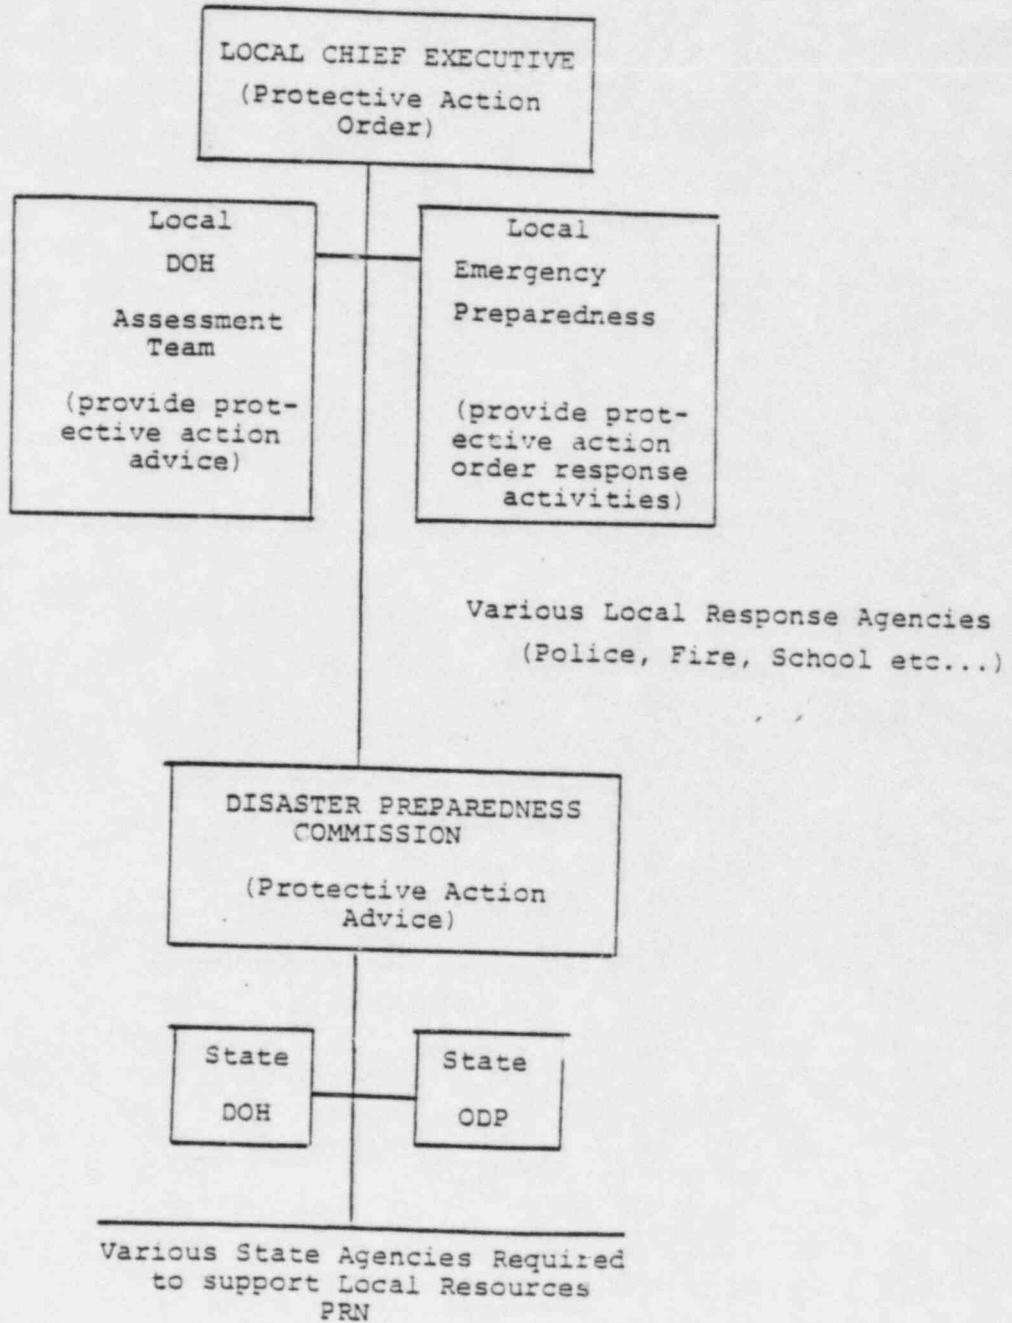 LOCAL CHIEF EXECUTIVE
(Protective Action
Order)
Local
DOH
Assessment
Team
(provide prot-
ective action
advice)
Local
Emergency
Preparedness
(provide prot-
ective action
order response
activities)
Various Local Response Agencies
(Police, Fire, School etc...)
DISASTER PREPAREDNESS
COMMISSION
(Protective Action
Advice)
State
DOH
State
ODP
Various State Agencies Required
to support Local Resources
PRN